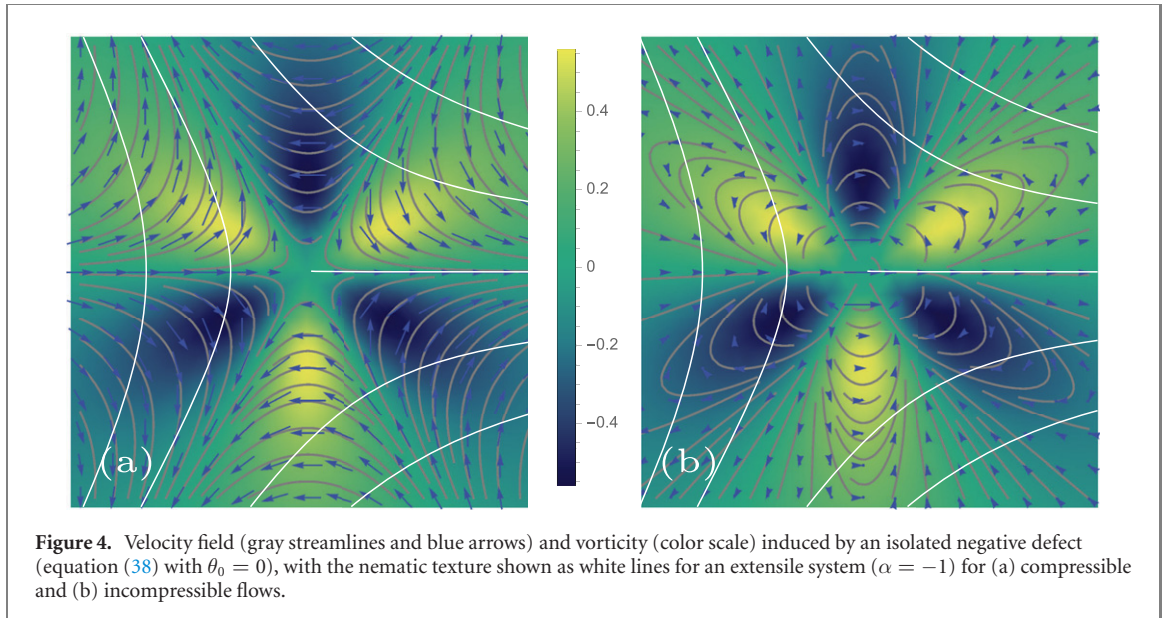 0.4
0.2
0
−0.2
−0.4
(a)
(b)
Figure 4. Velocity field (gray streamlines and blue arrows) and vorticity (color scale) induced by an isolated negative defect
(equation (38) with θ₀ = 0), with the nematic texture shown as white lines for an extensile system (α = −1) for (a) compressible
and (b) incompressible flows.